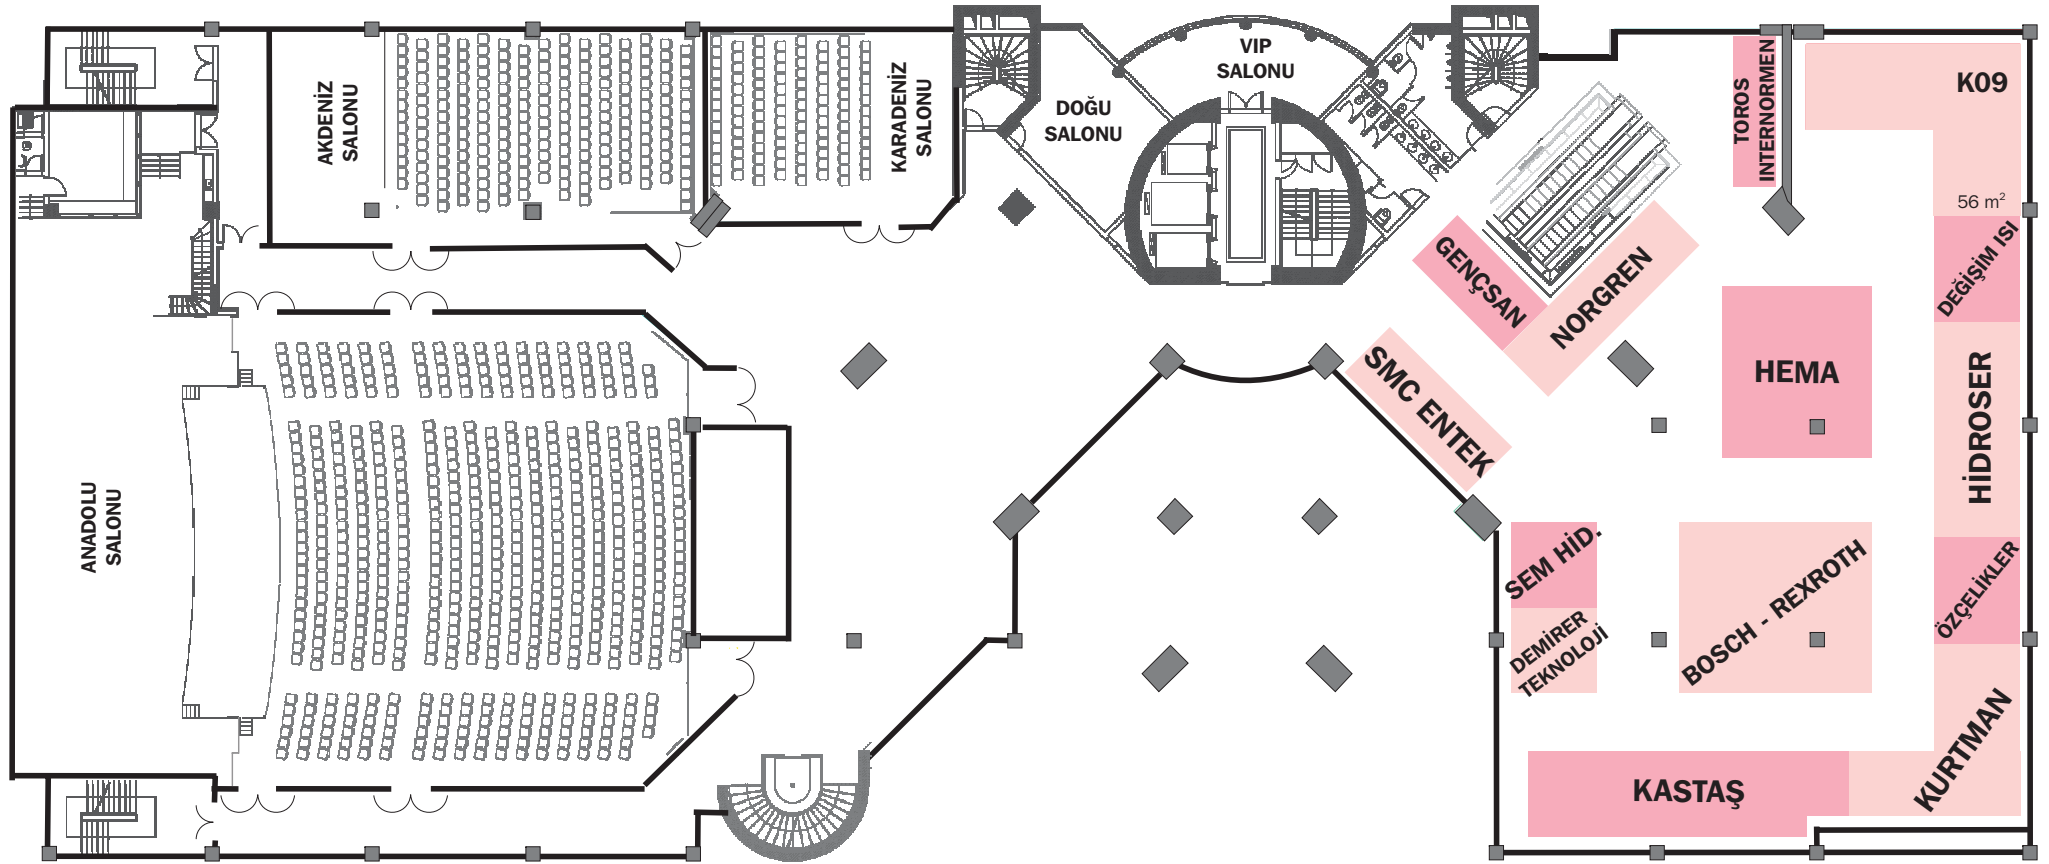 AKDENİZ
SALONU
KARADENİZ
SALONU
DOĞU
SALONU
VIP
SALONU
TOROS
INTERNORMEN
K09
56 m²
ANADOLU
SALONU
GENÇSAN
NORGREN
SMC ENTEK
HEMA
DEĞİŞİM ISI
HİDROSER
SEM HİD.
DEMİRER
TEKNOLOJİ
BOSCH - REXROTH
ÖZÇELİKLER
KASTAŞ
KURTMAN